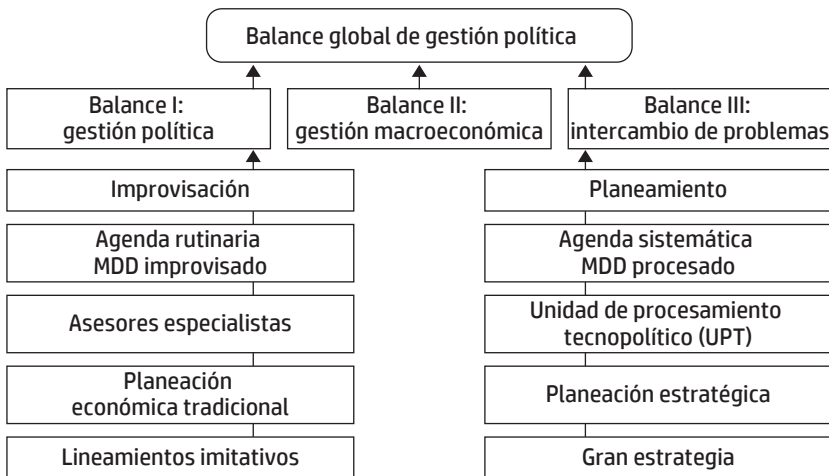 Balance global de gestión política
Balance I:
gestión política
Balance II:
gestión macroeconómica
Balance III:
intercambio de problemas
Improvisación
Planeamiento
Agenda rutinaria
MDD improvisado
Agenda sistemática
MDD procesado
Asesores especialistas
Unidad de procesamiento
tecnopolítico (UPT)
Planeación
económica tradicional
Planeación estratégica
Lineamientos imitativos
Gran estrategia